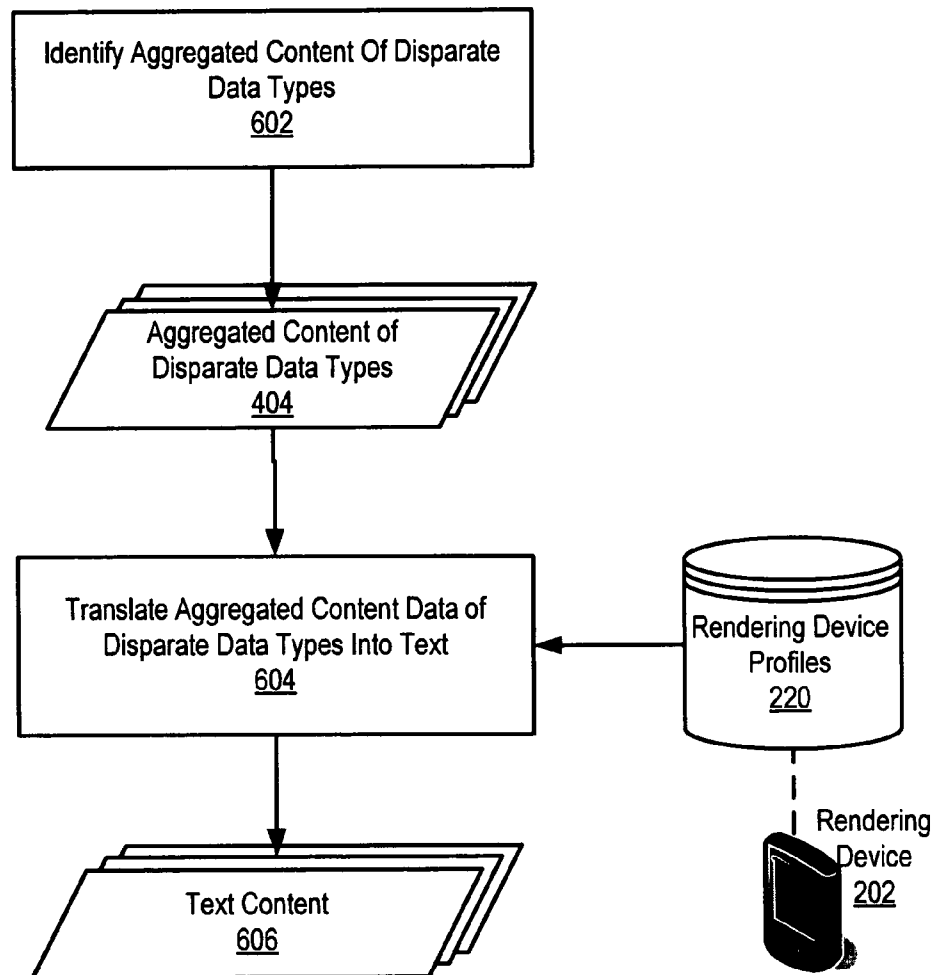 Identify Aggregated Content Of Disparate
Data Types
602
Aggregated Content of
Disparate Data Types
404
Translate Aggregated Content Data of
Disparate Data Types Into Text
604
Rendering Device
Profiles
220
Rendering
Device
202
Text Content
606